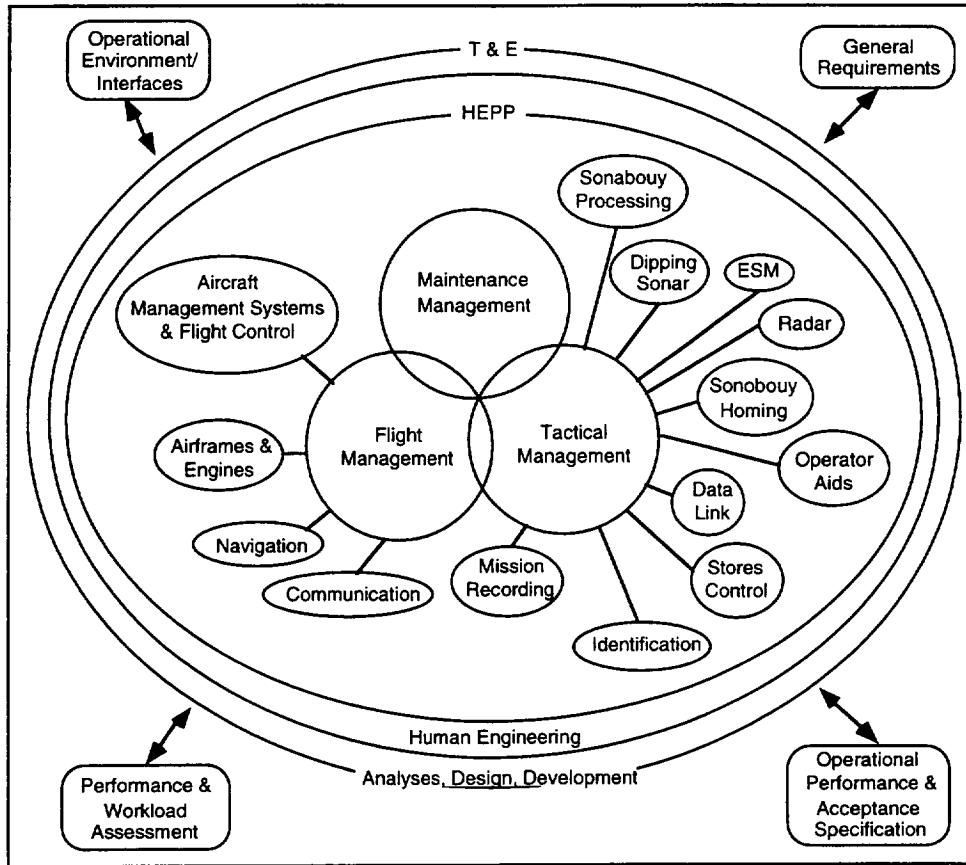 Operational
Environment/
Interfaces
T & E
General
Requirements
HEPP
Sonabouy
Processing
Maintenance
Management
Dipping
Sonar
ESM
Radar
Aircraft
Management Systems
& Flight Control
Sonobouy
Homing
Flight
Management
Tactical
Management
Airframes &
Engines
Operator
Aids
Data
Link
Navigation
Communication
Mission
Recording
Stores
Control
Identification
Human Engineering
Analyses, Design, Development
Performance &
Workload
Assessment
Operational
Performance &
Acceptance
Specification